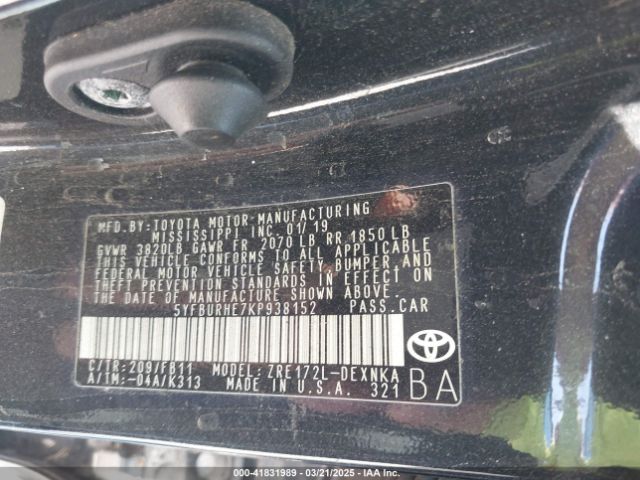 MFD.BY:TOYOTA MOTOR-MANUFACTURING
MISSISSIPPI INC. 01/19
GVWR 3820LB GAWR FR 2070 LB RR 1850 LB
THIS VEHICLE CONFORMS TO ALL APPLICABLE
FEDERAL MOTOR VEHICLE SAFETY, BUMPER AND
THEFT PREVENTION STANDARDS IN EFFECT ON
THE DATE OF MANUFACTURE SHOWN ABOVE.
5YFBURHE7KP938152 PASS.CAR
C/TR:209/FB11 MODEL:ZRE172L-DEXNKA
A/TM:-04A/K313 MADE IN U.S.A. 321
TOYOTA
BA
000-41831989 — 03/21/2025 — IAA Inc.